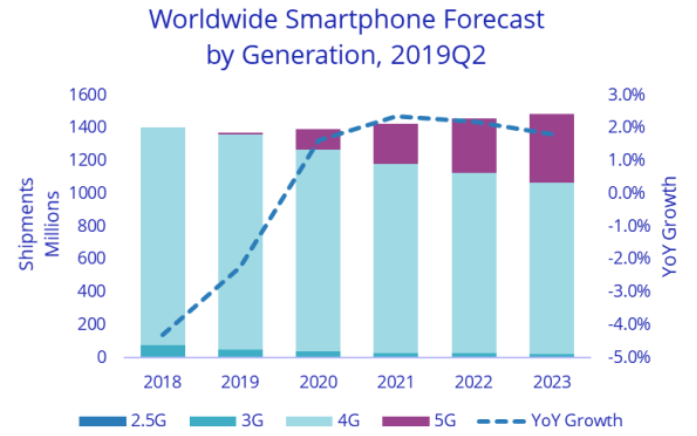 Worldwide Smartphone Forecast
by Generation, 2019Q2
Shipments
Millions
1600
1400
1200
1000
800
600
400
200
0
3.0%
2.0%
1.0%
0.0%
-1.0%
-2.0%
-3.0%
-4.0%
-5.0%
YoY Growth
2018 2019 2020 2021 2022 2023
2.5G 3G 4G 5G YoY Growth